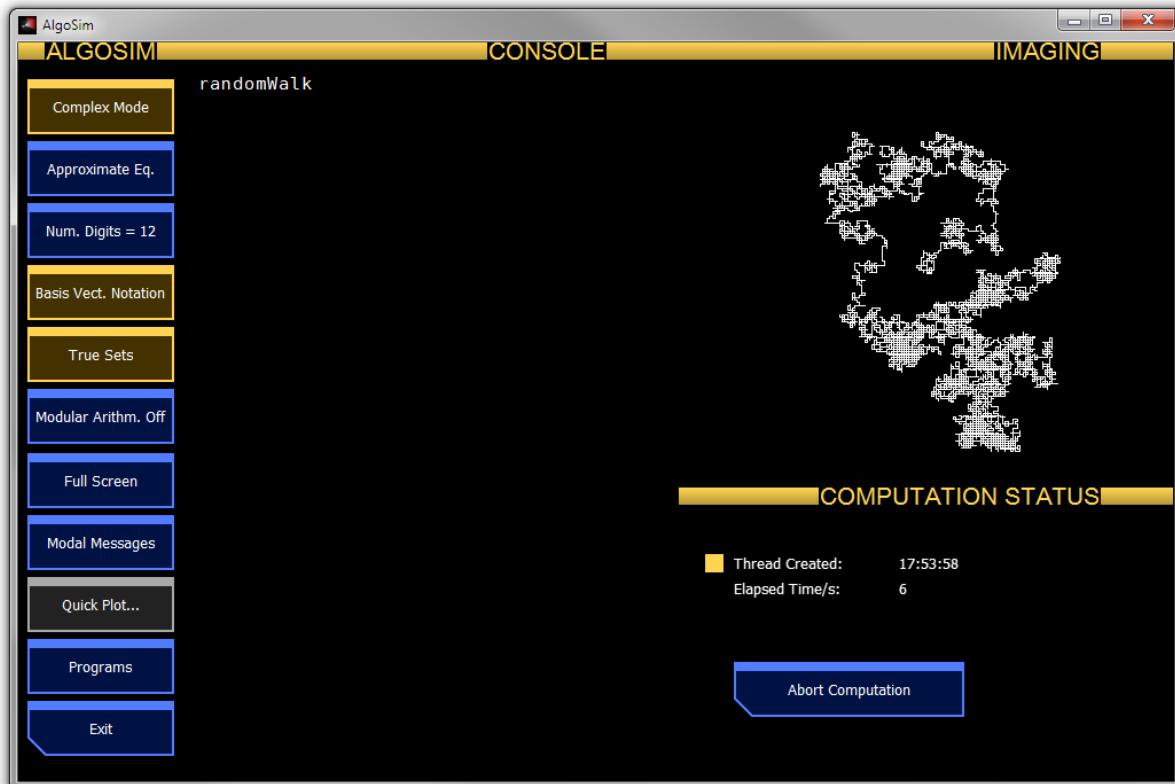 AlgoSim
ALGOSIM CONSOLE IMAGING
randomWalk
Complex Mode
Approximate Eq.
Num. Digits = 12
Basis Vect. Notation
True Sets
Modular Arithm. Off
Full Screen
Modal Messages
Quick Plot...
Programs
Exit
COMPUTATION STATUS
Thread Created: 17:53:58
Elapsed Time/s: 6
Abort Computation